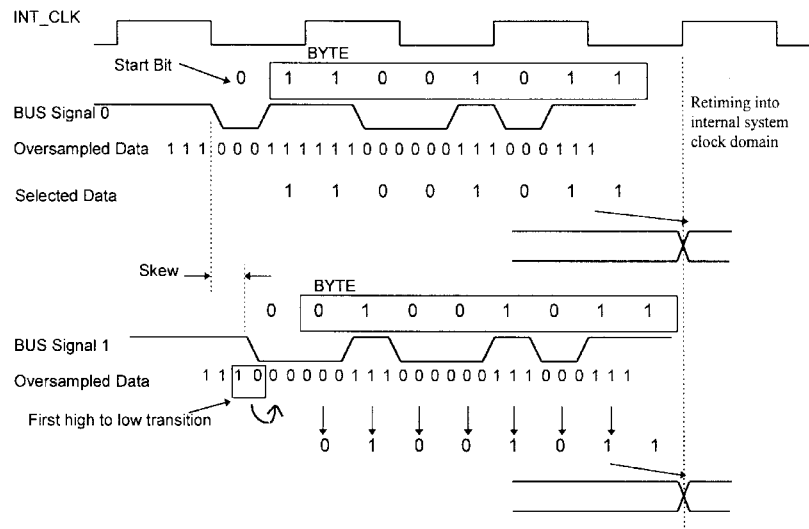 INT_CLK
BYTE
Start Bit
0 1 1 0 0 1 0 1 1
BUS Signal 0
Retiming into
internal system
clock domain
Oversampled Data 1 1 1 0 0 0 1 1 1 1 1 1 0 0 0 0 0 0 1 1 1 0 0 0 1 1 1
Selected Data 1 1 0 0 1 0 1 1
Skew
BYTE
0 0 1 0 0 1 0 1 1
BUS Signal 1
Oversampled Data 1 1 1 0 0 0 0 0 0 1 1 1 0 0 0 0 0 0 1 1 1 0 0 0 1 1 1
First high to low transition
0 1 0 0 1 0 1 1